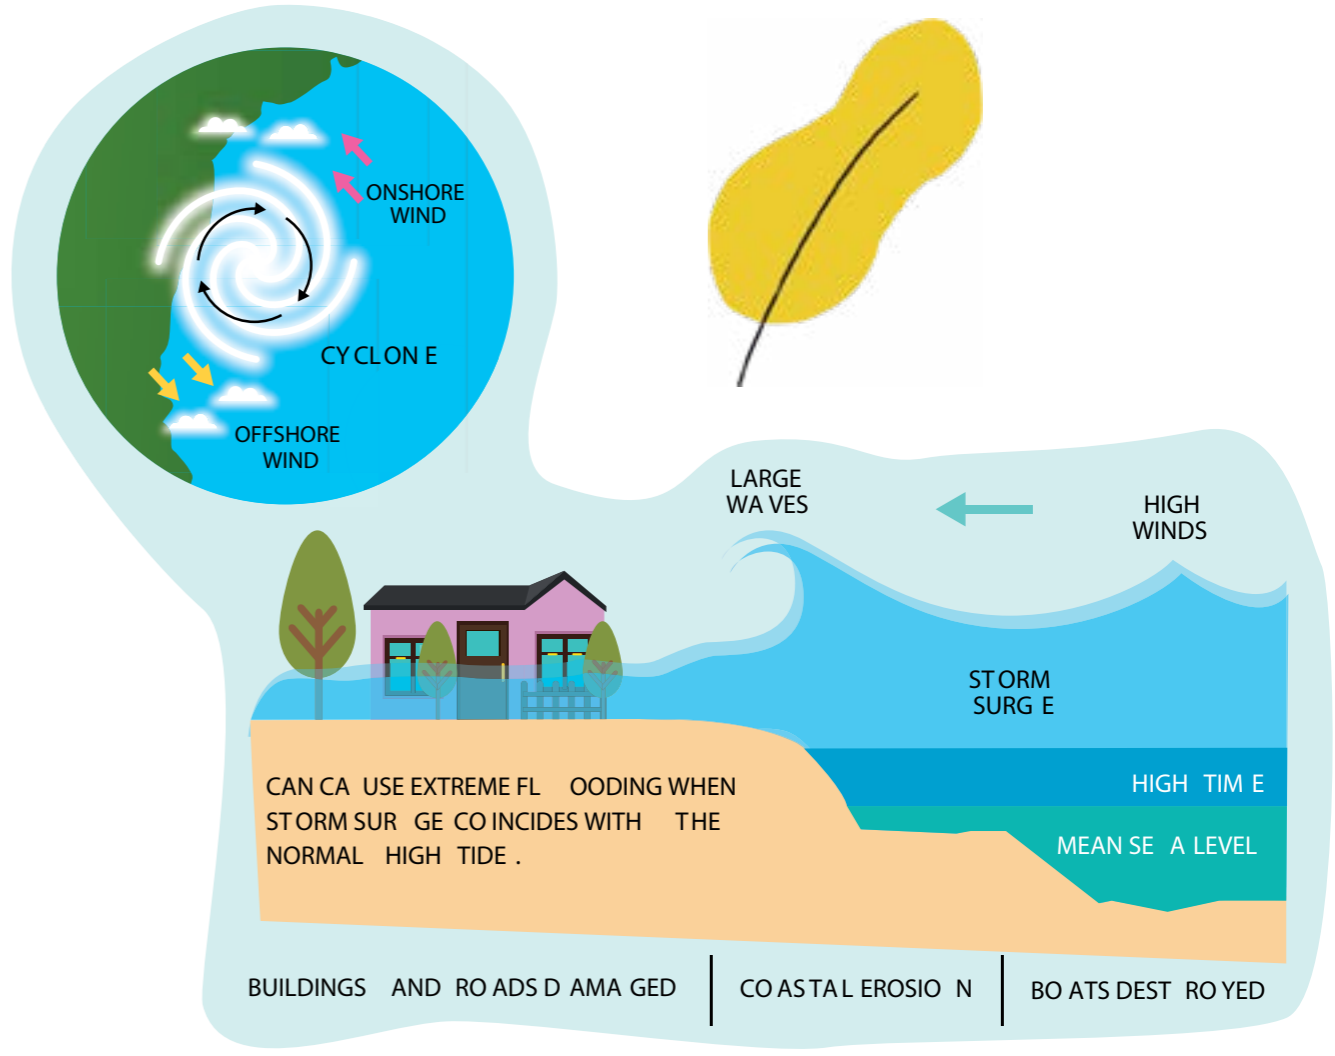 ONSHORE
WIND
CYCLONE
OFFSHORE
WIND
LARGE
WAVES
HIGH
WINDS
STORM
SURGE
HIGH TIME
MEAN SEA LEVEL
CAN CAUSE EXTREME FLOODING WHEN
STORM SURGE COINCIDES WITH THE
NORMAL HIGH TIDE.
BUILDINGS AND ROADS DAMAGED
COASTAL EROSION
BOATS DESTROYED